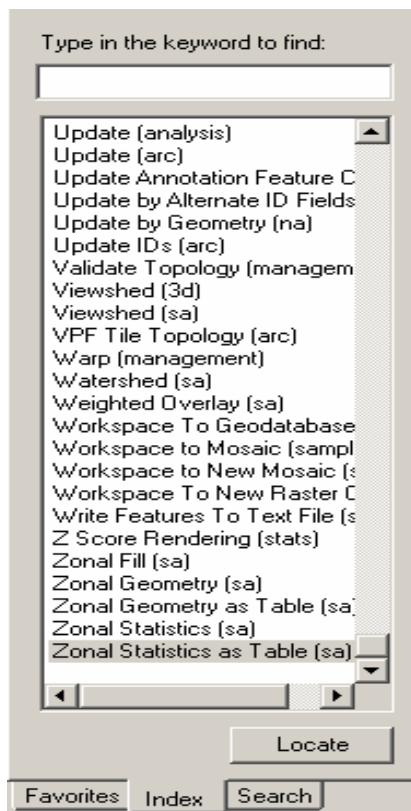 Type in the keyword to find:
Update (analysis)
Update (arc)
Update Annotation Feature C
Update by Alternate ID Fields
Update by Geometry (na)
Update IDs (arc)
Validate Topology (managem
Viewshed (3d)
Viewshed (sa)
VPF Tile Topology (arc)
Warp (management)
Watershed (sa)
Weighted Overlay (sa)
Workspace To Geodatabase
Workspace to Mosaic (sampl
Workspace to New Mosaic (s
Workspace To New Raster C
Write Features To Text File (s
Z Score Rendering (stats)
Zonal Fill (sa)
Zonal Geometry (sa)
Zonal Geometry as Table (sa)
Zonal Statistics (sa)
Zonal Statistics as Table (sa)
Locate
Favorites Index Search